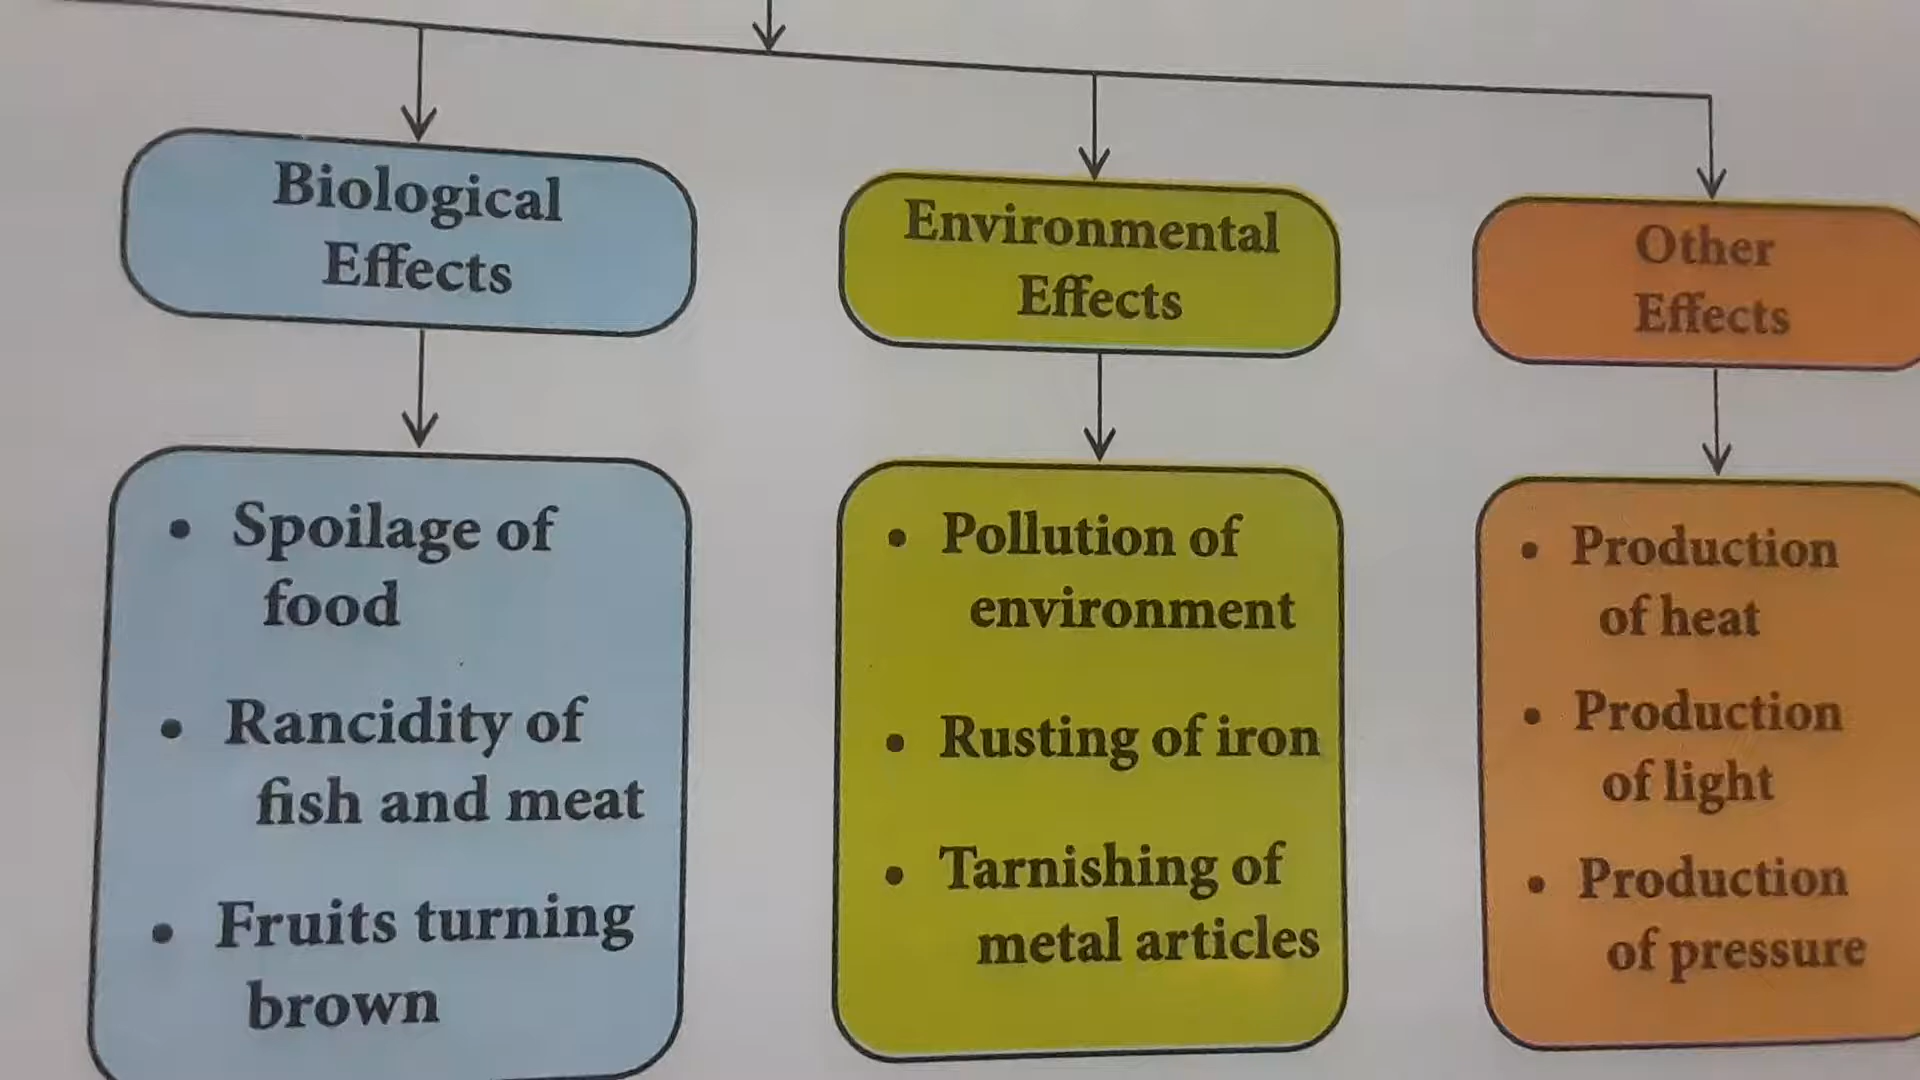 Biological
Effects
Environmental
Effects
Other
Effects
• Spoilage of
food
• Rancidity of
fish and meat
• Fruits turning
brown
• Pollution of
environment
• Rusting of iron
• Tarnishing of
metal articles
• Production
of heat
• Production
of light
• Production
of pressure